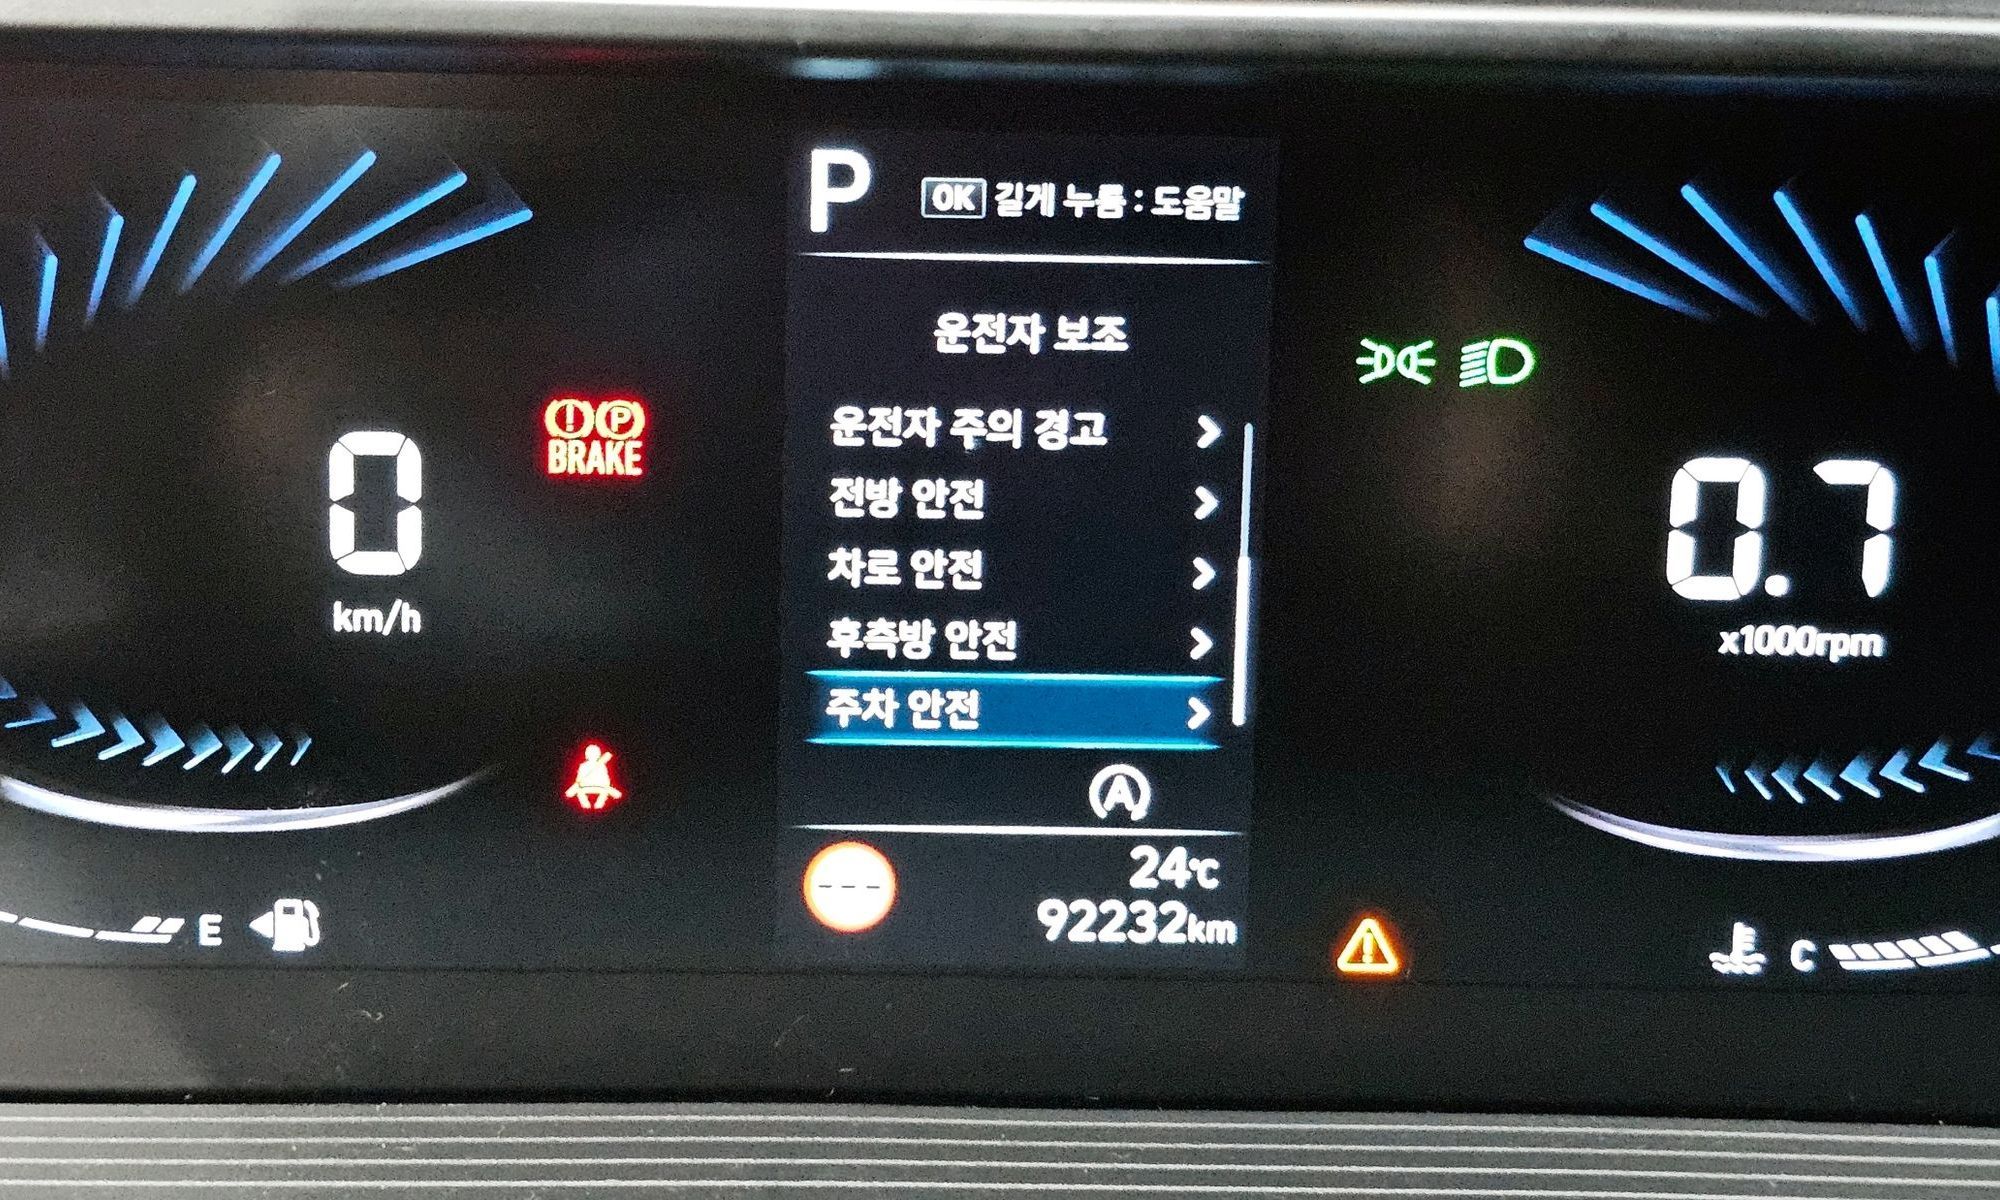 P
OK 길게 누름 : 도움말
운전자 보조
운전자 주의 경고
전방 안전
차로 안전
후측방 안전
주차 안전
A
24℃
92232km
0
km/h
P
BRAKE
E
0.7
x1000rpm
C